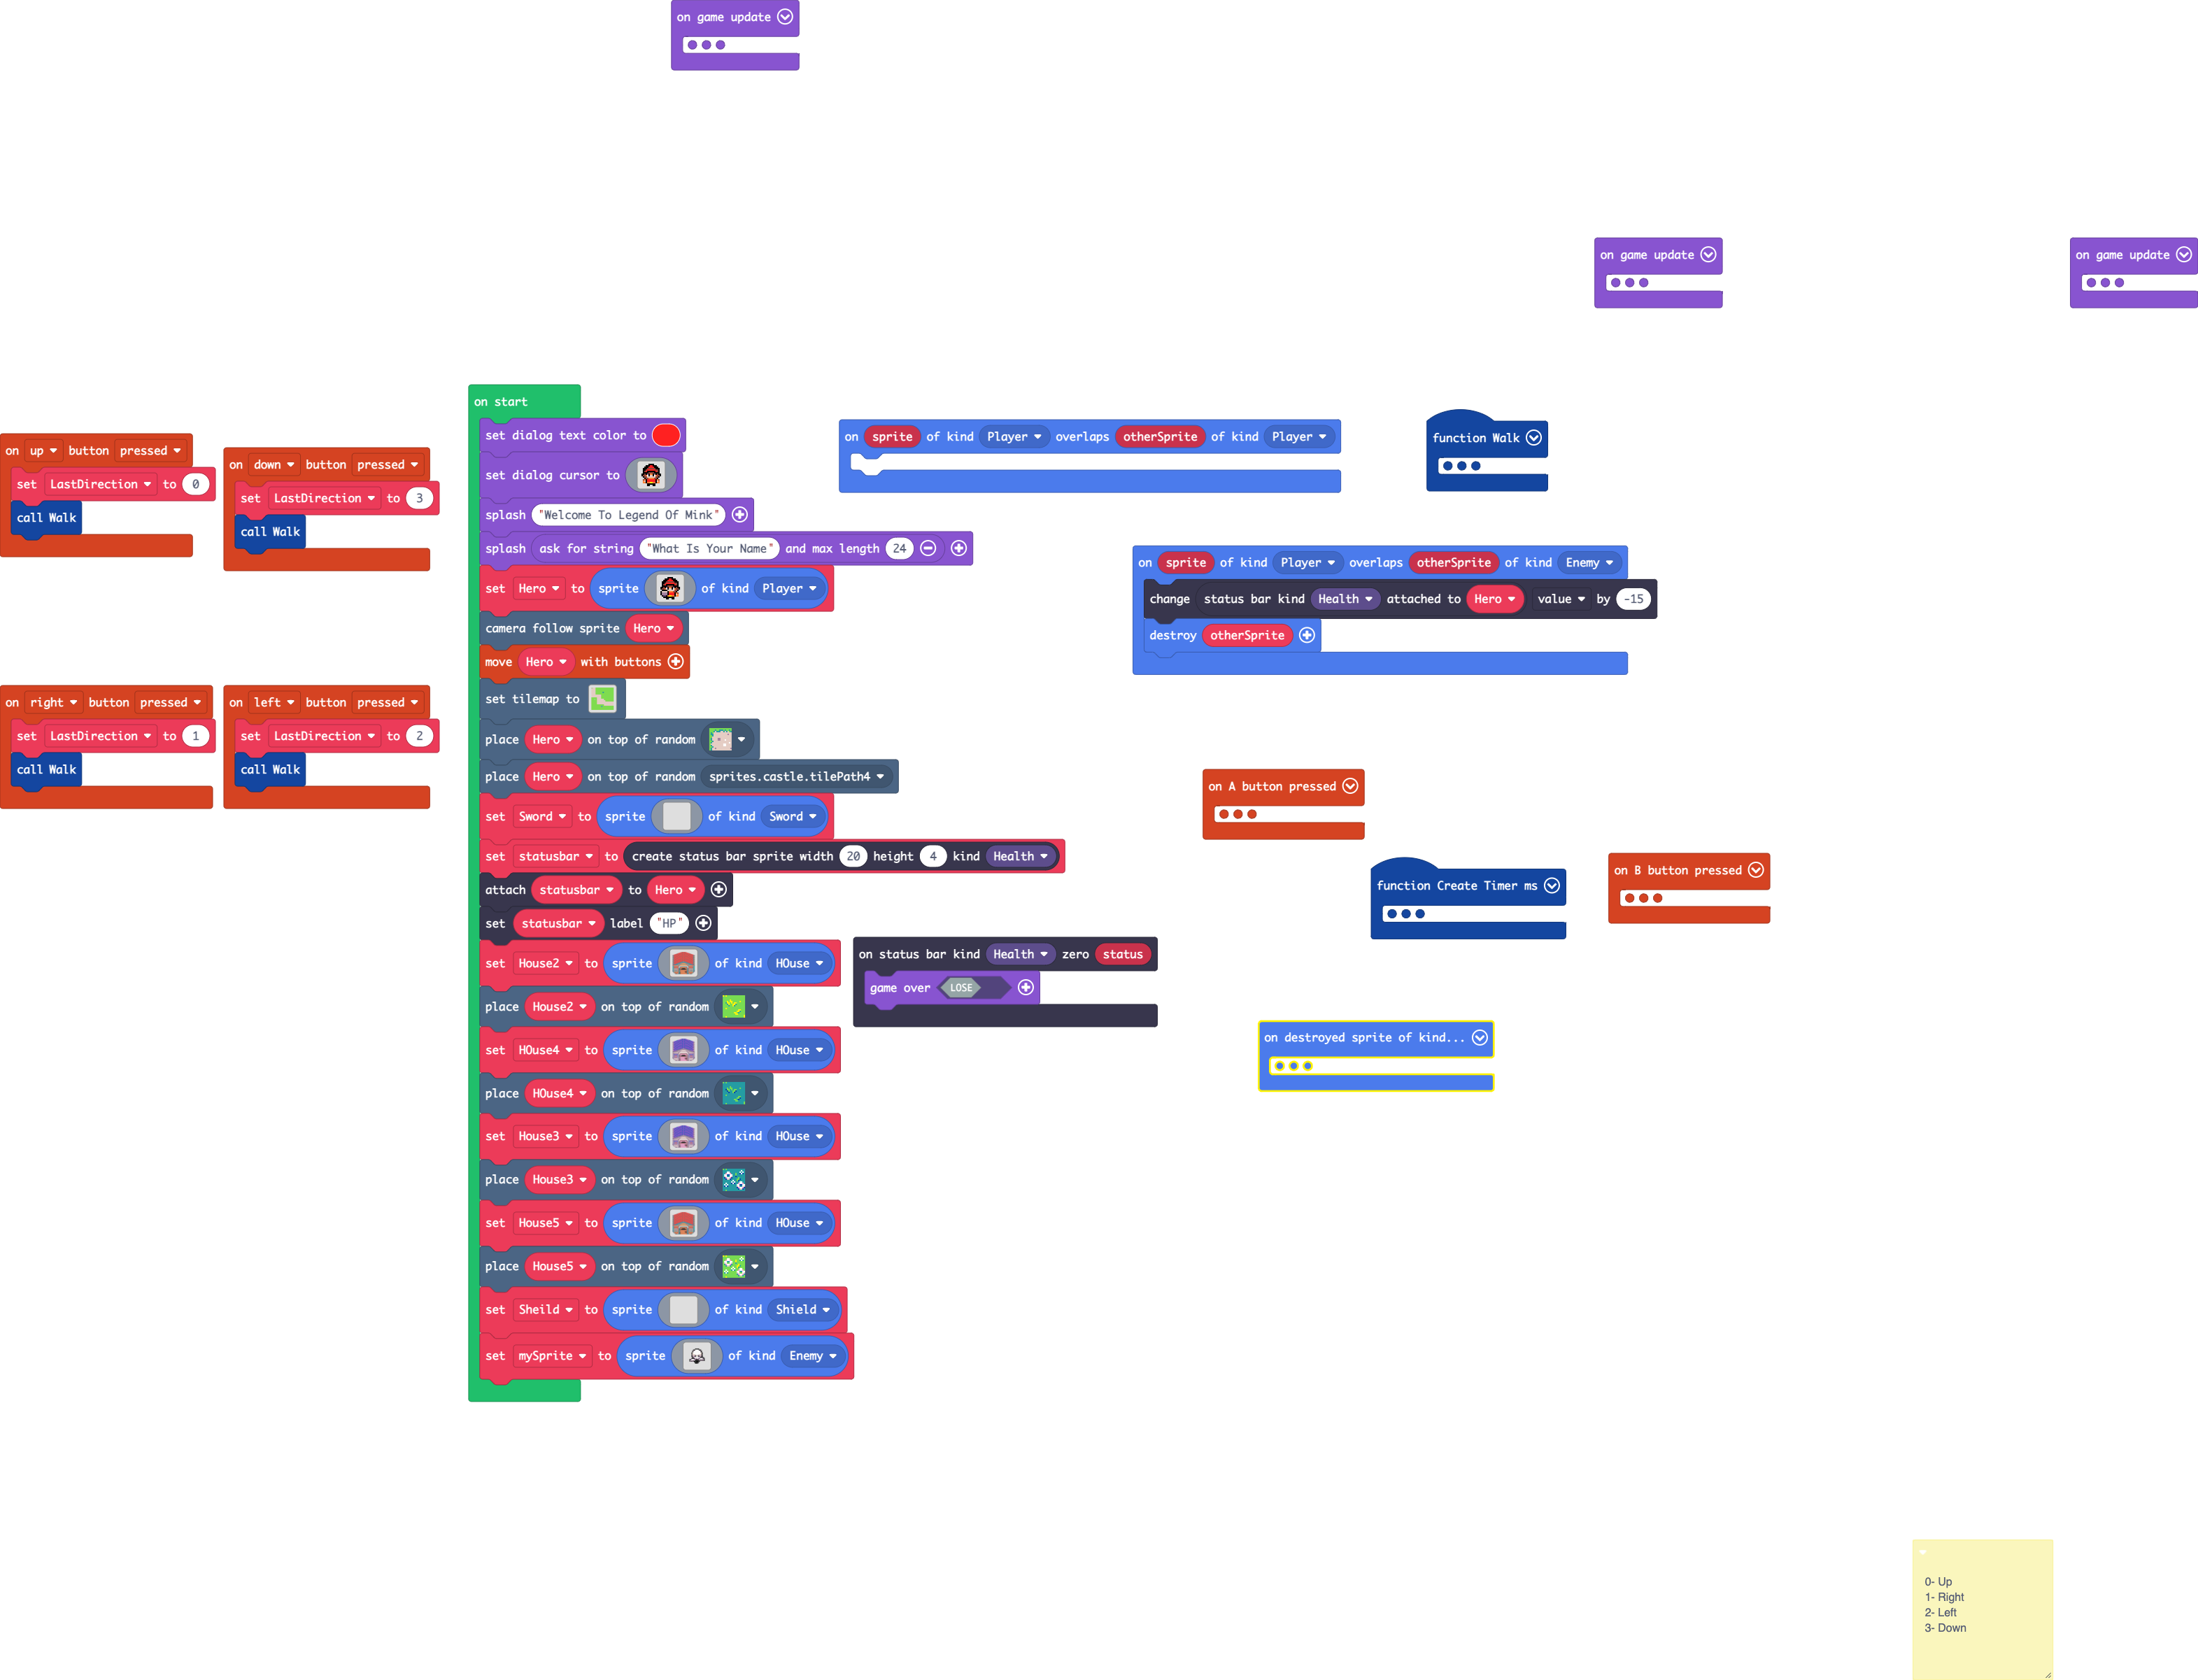 on game update
on game update
on game update
on start
set dialog text color to
set dialog cursor to
splash "Welcome To Legend Of Mink"
splash ask for string "What Is Your Name" and max length 24
set Hero to sprite of kind Player
camera follow sprite Hero
move Hero with buttons
set tilemap to
place Hero on top of random
place Hero on top of random sprites.castle.tilePath4
set Sword to sprite of kind Sword
set statusbar to create status bar sprite width 20 height 4 kind Health
attach statusbar to Hero
set statusbar label "HP"
set House2 to sprite of kind HOuse
place House2 on top of random
set HOuse4 to sprite of kind HOuse
place HOuse4 on top of random
set House3 to sprite of kind HOuse
place House3 on top of random
set House5 to sprite of kind HOuse
place House5 on top of random
set Sheild to sprite of kind Shield
set mySprite to sprite of kind Enemy
on up button pressed
set LastDirection to 0
call Walk
on down button pressed
set LastDirection to 3
call Walk
on right button pressed
set LastDirection to 1
call Walk
on left button pressed
set LastDirection to 2
call Walk
on sprite of kind Player overlaps otherSprite of kind Player
function Walk
on sprite of kind Player overlaps otherSprite of kind Enemy
change status bar kind Health attached to Hero value by -15
destroy otherSprite
on A button pressed
function Create Timer ms
on B button pressed
on status bar kind Health zero status
game over LOSE
on destroyed sprite of kind...
0- Up
1- Right
2- Left
3- Down